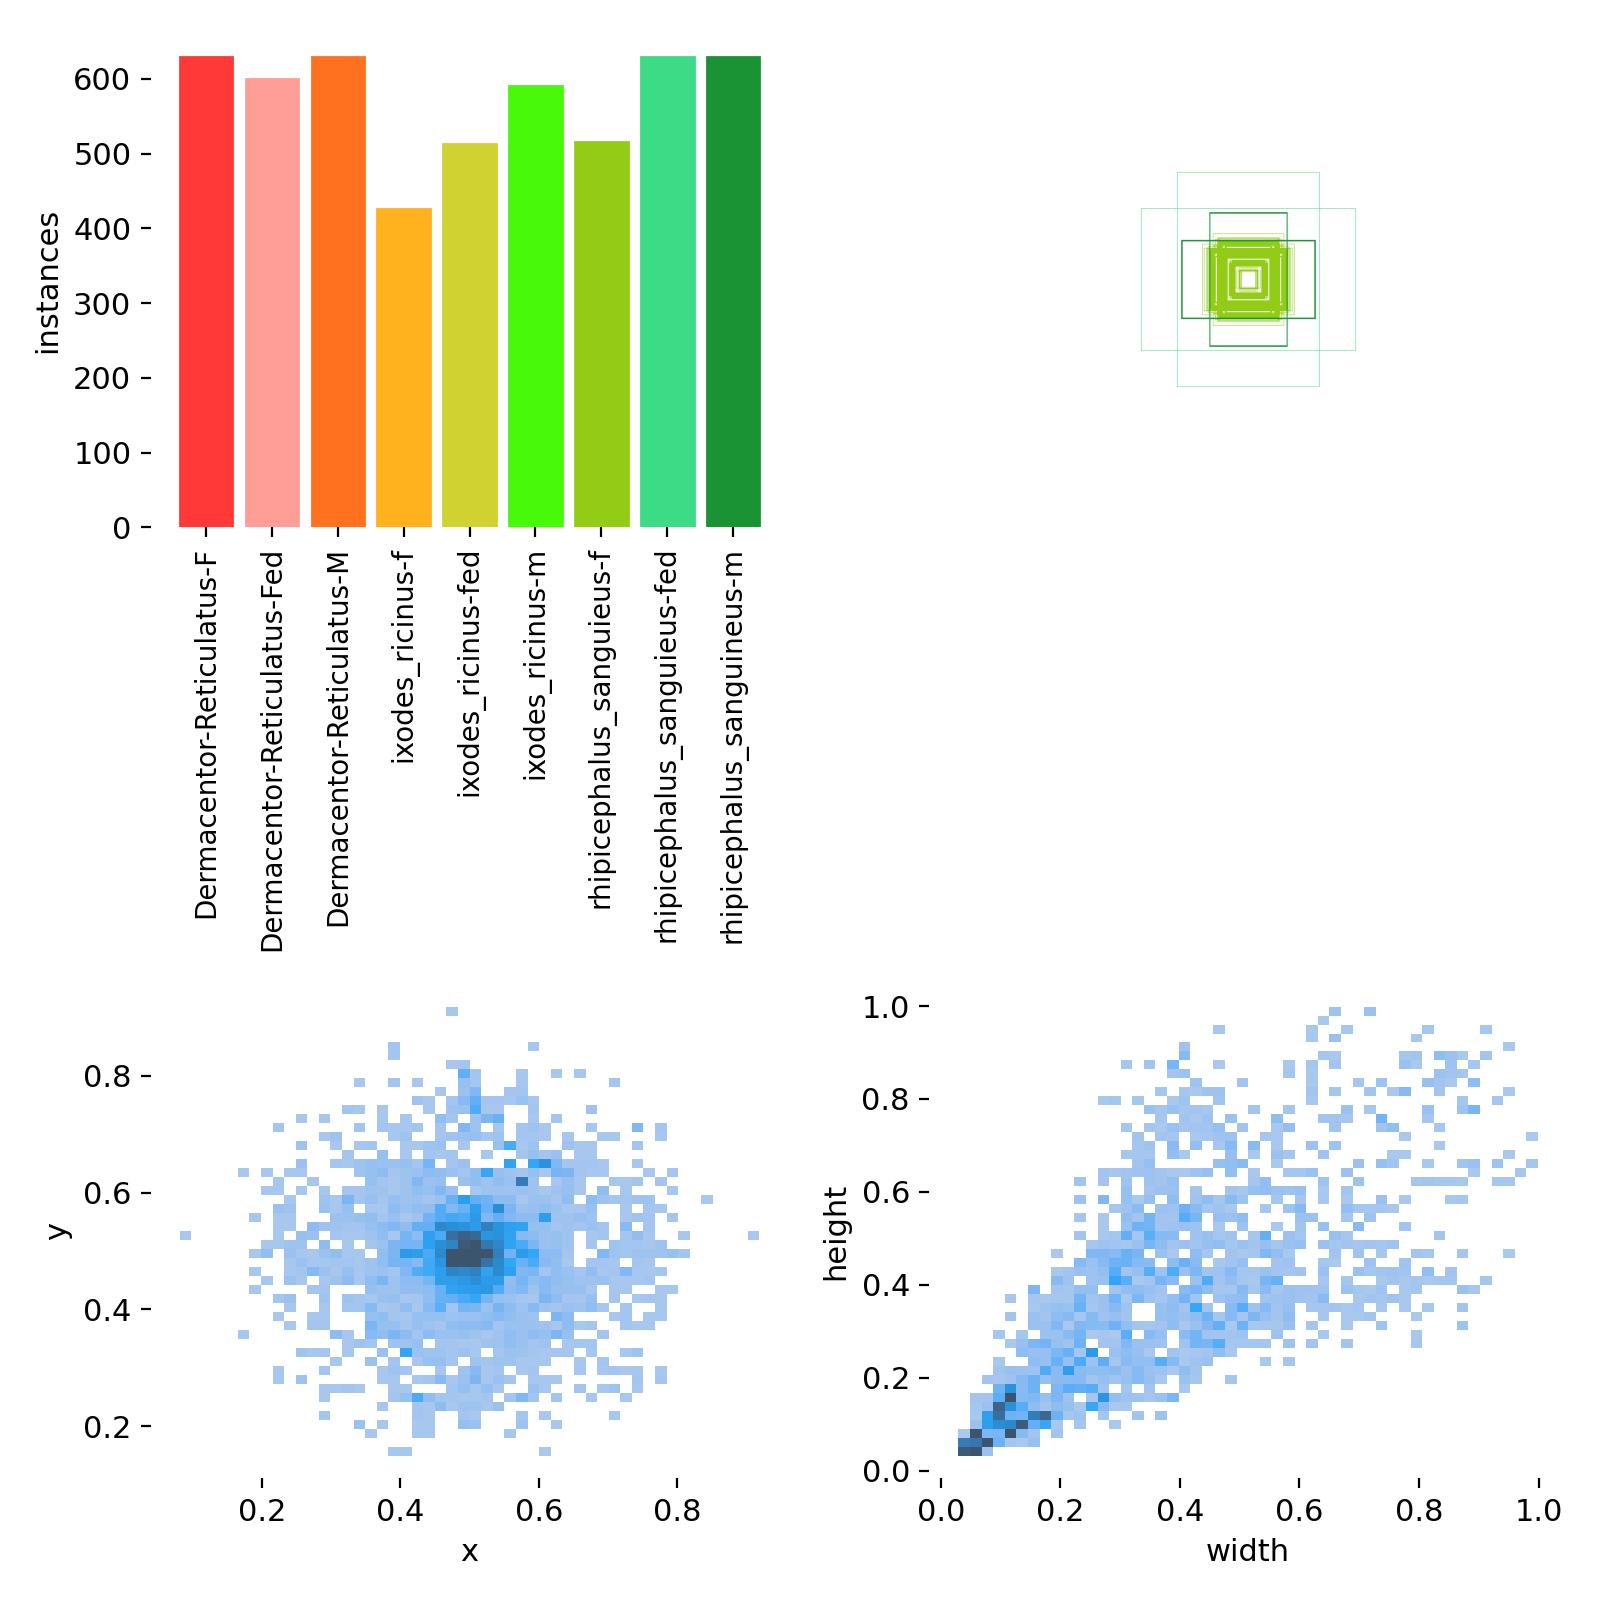 600
500
400
300
200
100
0
instances
Dermacentor-Reticulatus-F
Dermacentor-Reticulatus-Fed
Dermacentor-Reticulatus-M
ixodes_ricinus-f
ixodes_ricinus-fed
ixodes_ricinus-m
rhipicephalus_sanguieus-f
rhipicephalus_sanguieus-fed
rhipicephalus_sanguineus-m
0.8
0.6
0.4
0.2
y
0.2 0.4 0.6 0.8
x
1.0
0.8
0.6
0.4
0.2
0.0
height
0.0 0.2 0.4 0.6 0.8 1.0
width